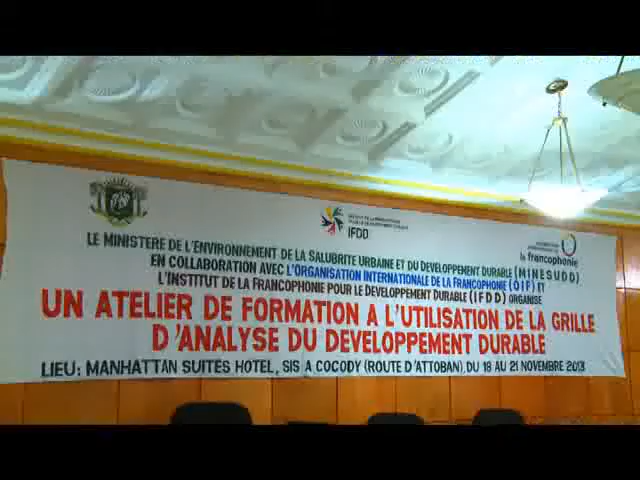 IFDD
la francophonie
LE MINISTERE DE L'ENVIRONNEMENT DE LA SALUBRITE URBAINE ET DU DEVELOPPEMENT DURABLE (MINESUDD)
EN COLLABORATION AVEC L'ORGANISATION INTERNATIONALE DE LA FRANCOPHONIE (OIF) ET
L'INSTITUT DE LA FRANCOPHONIE POUR LE DEVELOPPEMENT DURABLE (IFDD) ORGANISE
UN ATELIER DE FORMATION A L'UTILISATION DE LA GRILLE
D'ANALYSE DU DEVELOPPEMENT DURABLE
LIEU: MANHATTAN SUITES HÔTEL, SIS A COCODY (ROUTE D'ATTOBAN), DU 18 AU 21 NOVEMBRE 2013